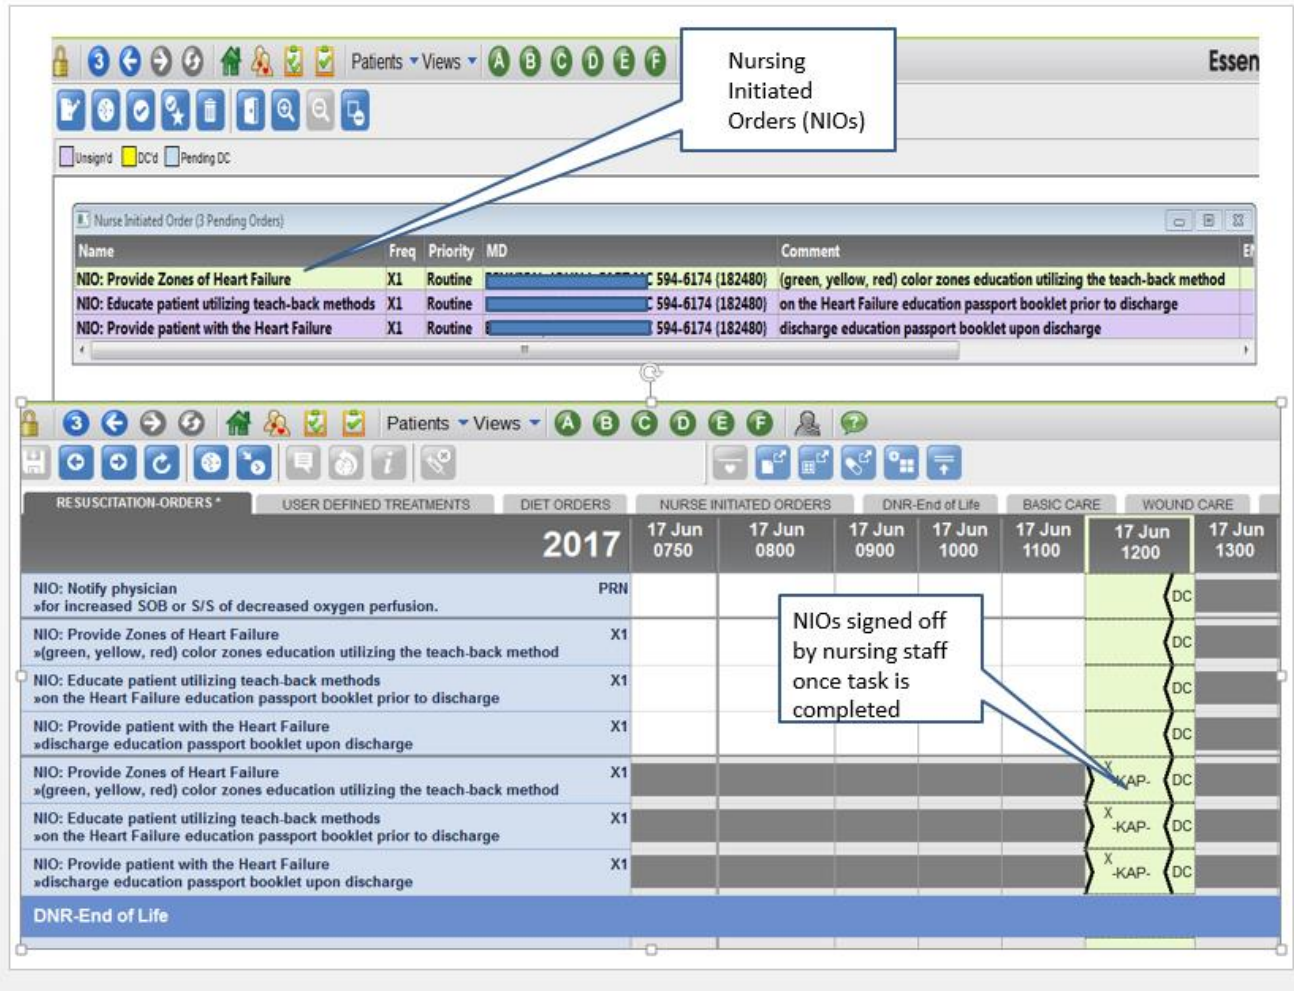 3 Patients Views A B C D E F Essen
Nursing
Initiated
Orders (NIOs)
Unsign'd DC'd Pending DC
Nurse Initiated Order (3 Pending Orders)
Name Freq Priority MD Comment
NIO: Provide Zones of Heart Failure X1 Routine 594-6174 (182480) (green, yellow, red) color zones education utilizing the teach-back method
NIO: Educate patient utilizing teach-back methods X1 Routine C 594-6174 (182480) on the Heart Failure education passport booklet prior to discharge
NIO: Provide patient with the Heart Failure X1 Routine C 594-6174 (182480) discharge education passport booklet upon discharge
3 Patients Views A B C D E F
RESUSCITATION-ORDERS * USER DEFINED TREATMENTS DIET ORDERS NURSE INITIATED ORDERS DNR-End of Life BASIC CARE WOUND CARE
2017 17 Jun 17 Jun 17 Jun 17 Jun 17 Jun 17 Jun 17 Jun
0750 0800 0900 1000 1100 1200 1300
NIO: Notify physician PRN
»for increased SOB or S/S of decreased oxygen perfusion. DC
NIO: Provide Zones of Heart Failure X1
»(green, yellow, red) color zones education utilizing the teach-back method DC
NIO: Educate patient utilizing teach-back methods X1
»on the Heart Failure education passport booklet prior to discharge DC
NIO: Provide patient with the Heart Failure X1
»discharge education passport booklet upon discharge DC
NIOs signed off
by nursing staff
once task is
completed
NIO: Provide Zones of Heart Failure X1 X
»(green, yellow, red) color zones education utilizing the teach-back method -KAP- DC
NIO: Educate patient utilizing teach-back methods X1 X
»on the Heart Failure education passport booklet prior to discharge -KAP- DC
NIO: Provide patient with the Heart Failure X1 X
»discharge education passport booklet upon discharge -KAP- DC
DNR-End of Life